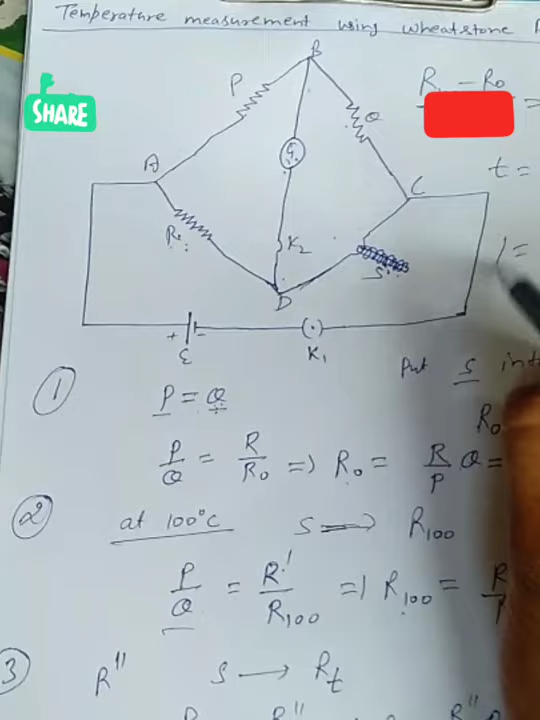 Temperature measurement using wheatstone
SHARE
B
P
Q
R - R0
=
A
G
C
t =
R
K2
S
D
+ ε -
K1
1
P = Q
Put S in
R0
P/Q = R/R0 => R0 = R/P Q =
2
at 100°C
S => R100
P/Q = R'/R100 => R100 =
3
R''
S → Rt
R''